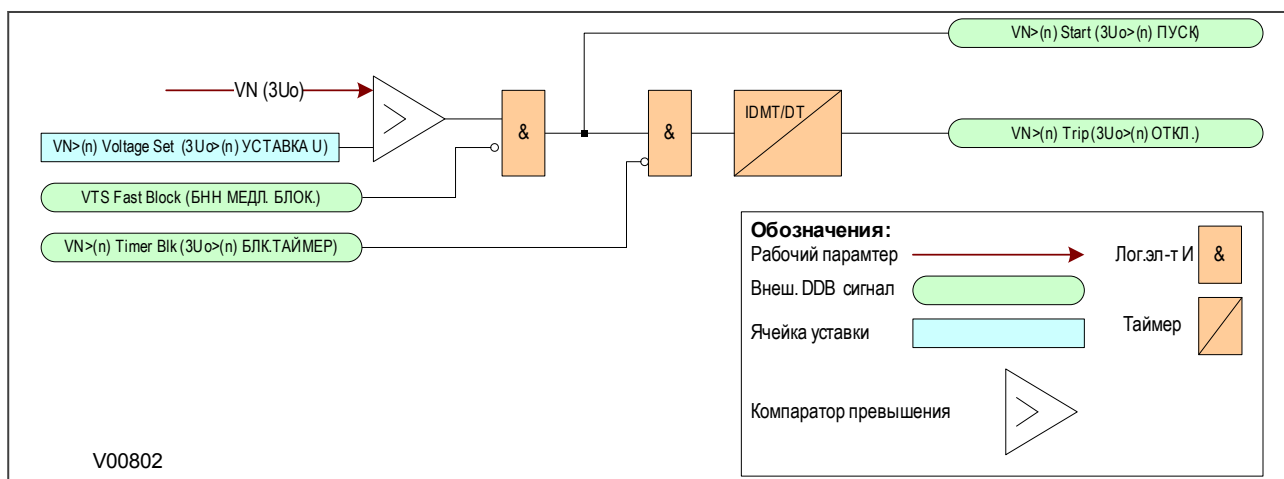 VN>(n) Start (3Uo>(n) ПУСК)
VN (3Uo)
&
&
IDMT/DT
VN>(n) Voltage Set (3Uo>(n) УСТАВКА U)
VN>(n) Trip (3Uo>(n) ОТКЛ.)
VTS Fast Block (БНН МЕДЛ. БЛОК.)
VN>(n) Timer Blk (3Uo>(n) БЛК.ТАЙМЕР)
Обозначения:
Рабочий парамтер
Лог.эл-т И
&
Внеш. DDB сигнал
Ячейка уставки
Таймер
Компаратор превышения
V00802